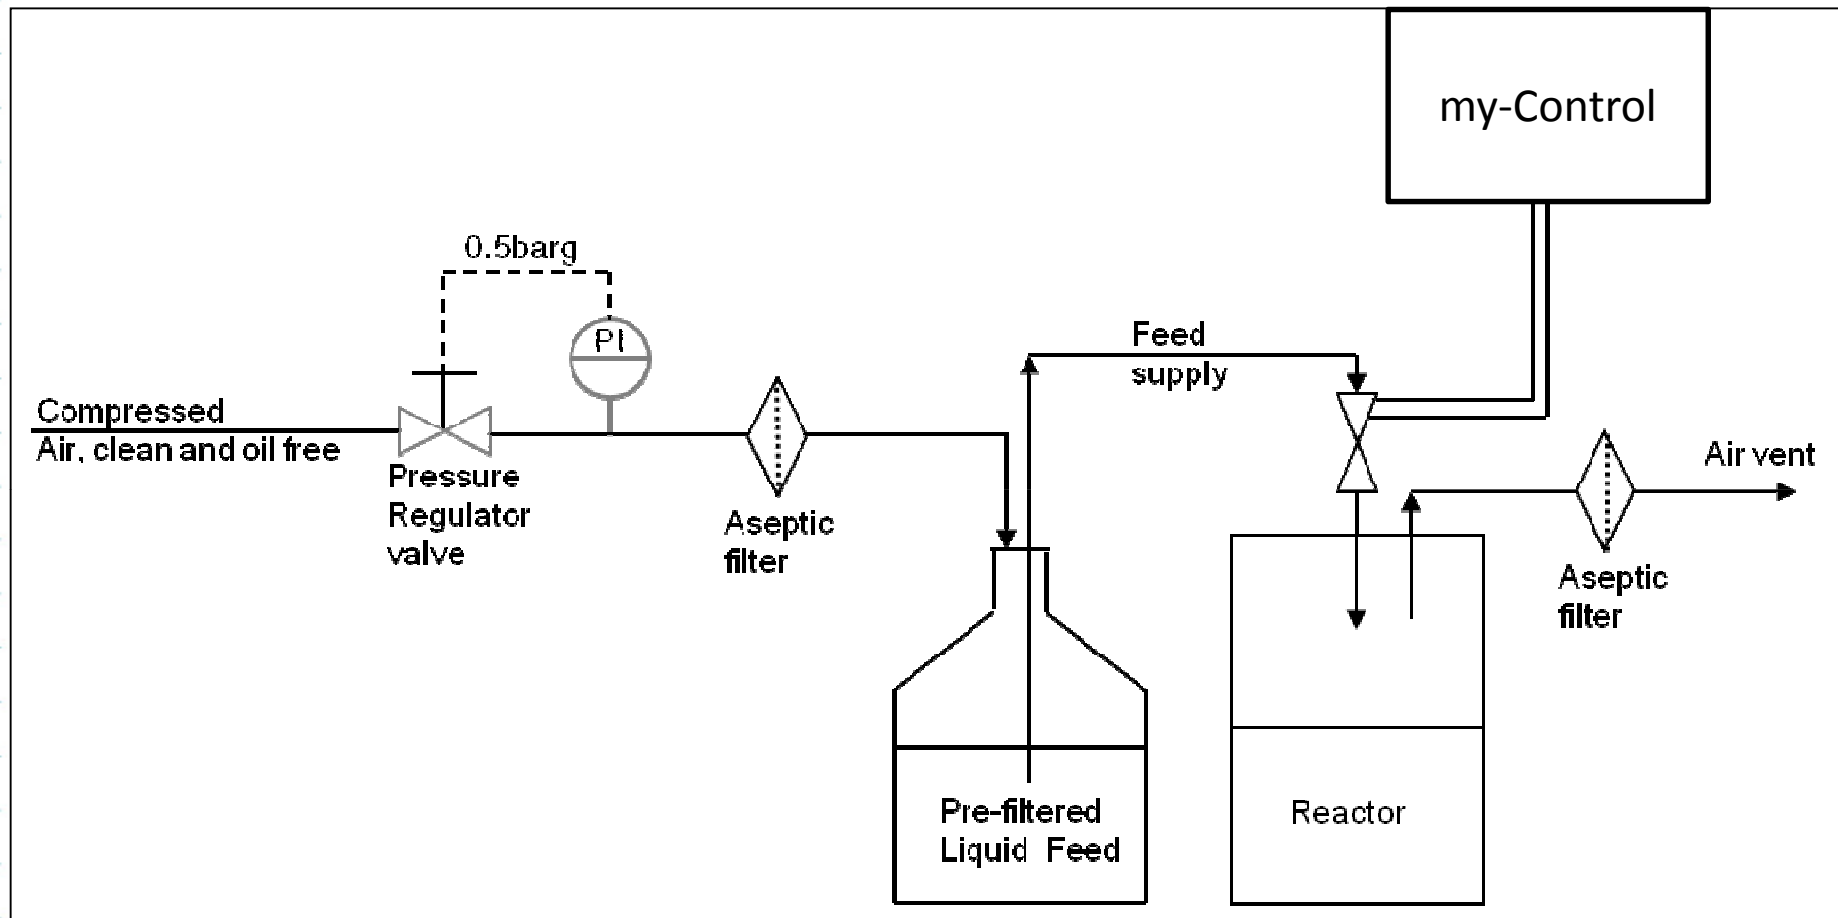 my-Control
0.5barg
PI
Feed
supply
Compressed
Air, clean and oil free
Pressure
Regulator
valve
Aseptic
filter
Air vent
Aseptic
filter
Pre-filtered
Liquid Feed
Reactor